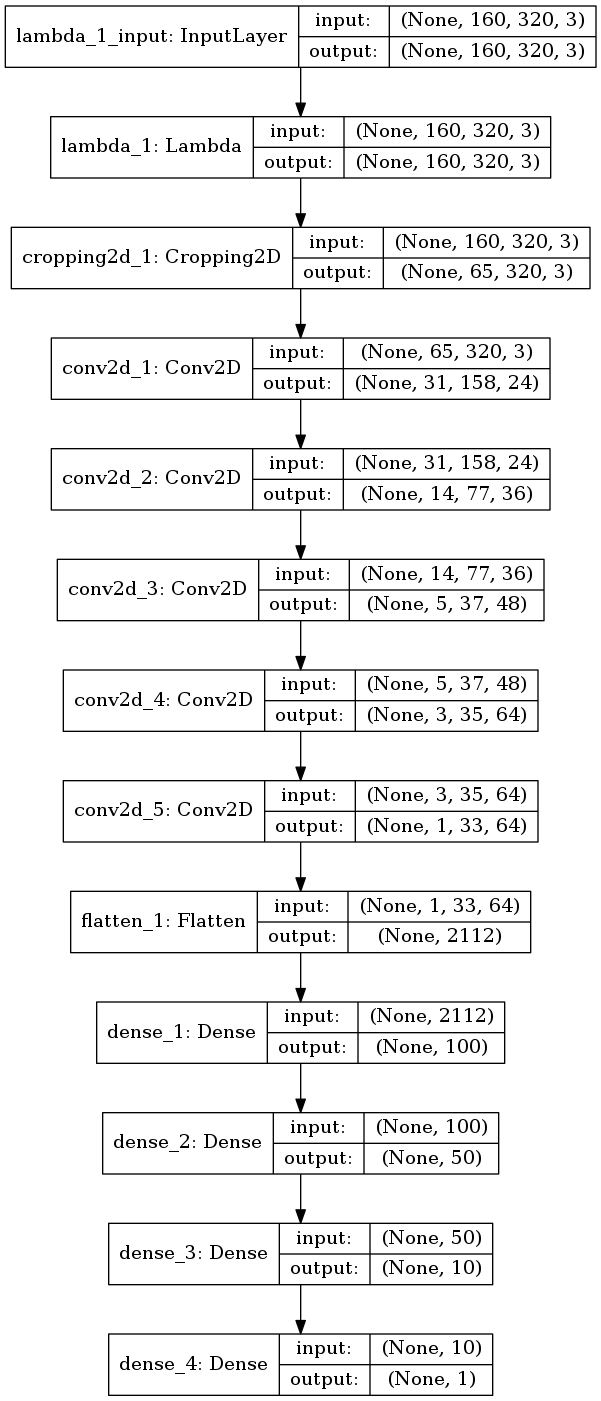 lambda_1_input: InputLayer
input: (None, 160, 320, 3)
output: (None, 160, 320, 3)
lambda_1: Lambda
input: (None, 160, 320, 3)
output: (None, 160, 320, 3)
cropping2d_1: Cropping2D
input: (None, 160, 320, 3)
output: (None, 65, 320, 3)
conv2d_1: Conv2D
input: (None, 65, 320, 3)
output: (None, 31, 158, 24)
conv2d_2: Conv2D
input: (None, 31, 158, 24)
output: (None, 14, 77, 36)
conv2d_3: Conv2D
input: (None, 14, 77, 36)
output: (None, 5, 37, 48)
conv2d_4: Conv2D
input: (None, 5, 37, 48)
output: (None, 3, 35, 64)
conv2d_5: Conv2D
input: (None, 3, 35, 64)
output: (None, 1, 33, 64)
flatten_1: Flatten
input: (None, 1, 33, 64)
output: (None, 2112)
dense_1: Dense
input: (None, 2112)
output: (None, 100)
dense_2: Dense
input: (None, 100)
output: (None, 50)
dense_3: Dense
input: (None, 50)
output: (None, 10)
dense_4: Dense
input: (None, 10)
output: (None, 1)